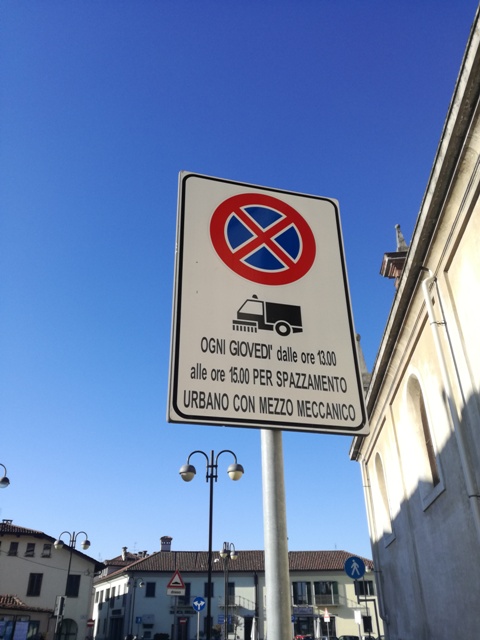 OGNI GIOVEDI' dalle ore 13.00
alle ore 15.00 PER SPAZZAMENTO
URBANO CON MEZZO MECCANICO